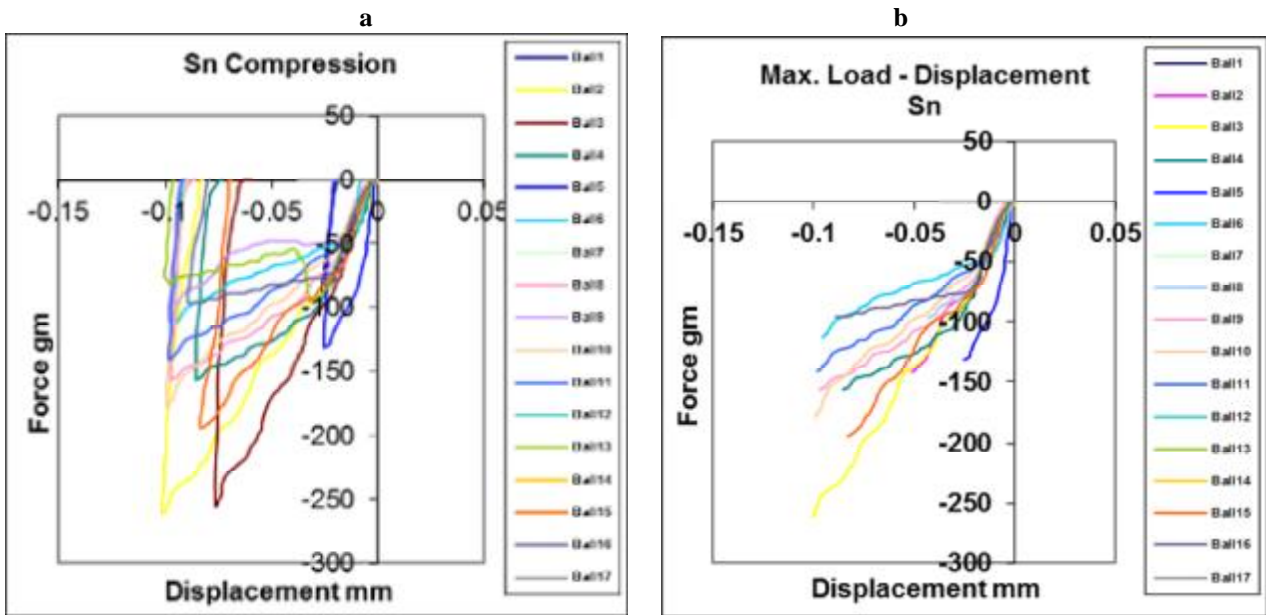 a
Sn Compression
50
0
-0.15
-0.1
-0.05
0
0.05
-50
-100
-150
-200
-250
-300
Force gm
Displacement mm
Ball1
Ball2
Ball3
Ball4
Ball5
Ball6
Ball7
Ball8
Ball9
Ball10
Ball11
Ball12
Ball13
Ball14
Ball15
Ball16
Ball17
b
Max. Load - Displacement
Sn
50
0
-0.15
-0.1
-0.05
0
0.05
-50
-100
-150
-200
-250
-300
Force gm
Displacement mm
Ball1
Ball2
Ball3
Ball4
Ball5
Ball6
Ball7
Ball8
Ball9
Ball10
Ball11
Ball12
Ball13
Ball14
Ball15
Ball16
Ball17